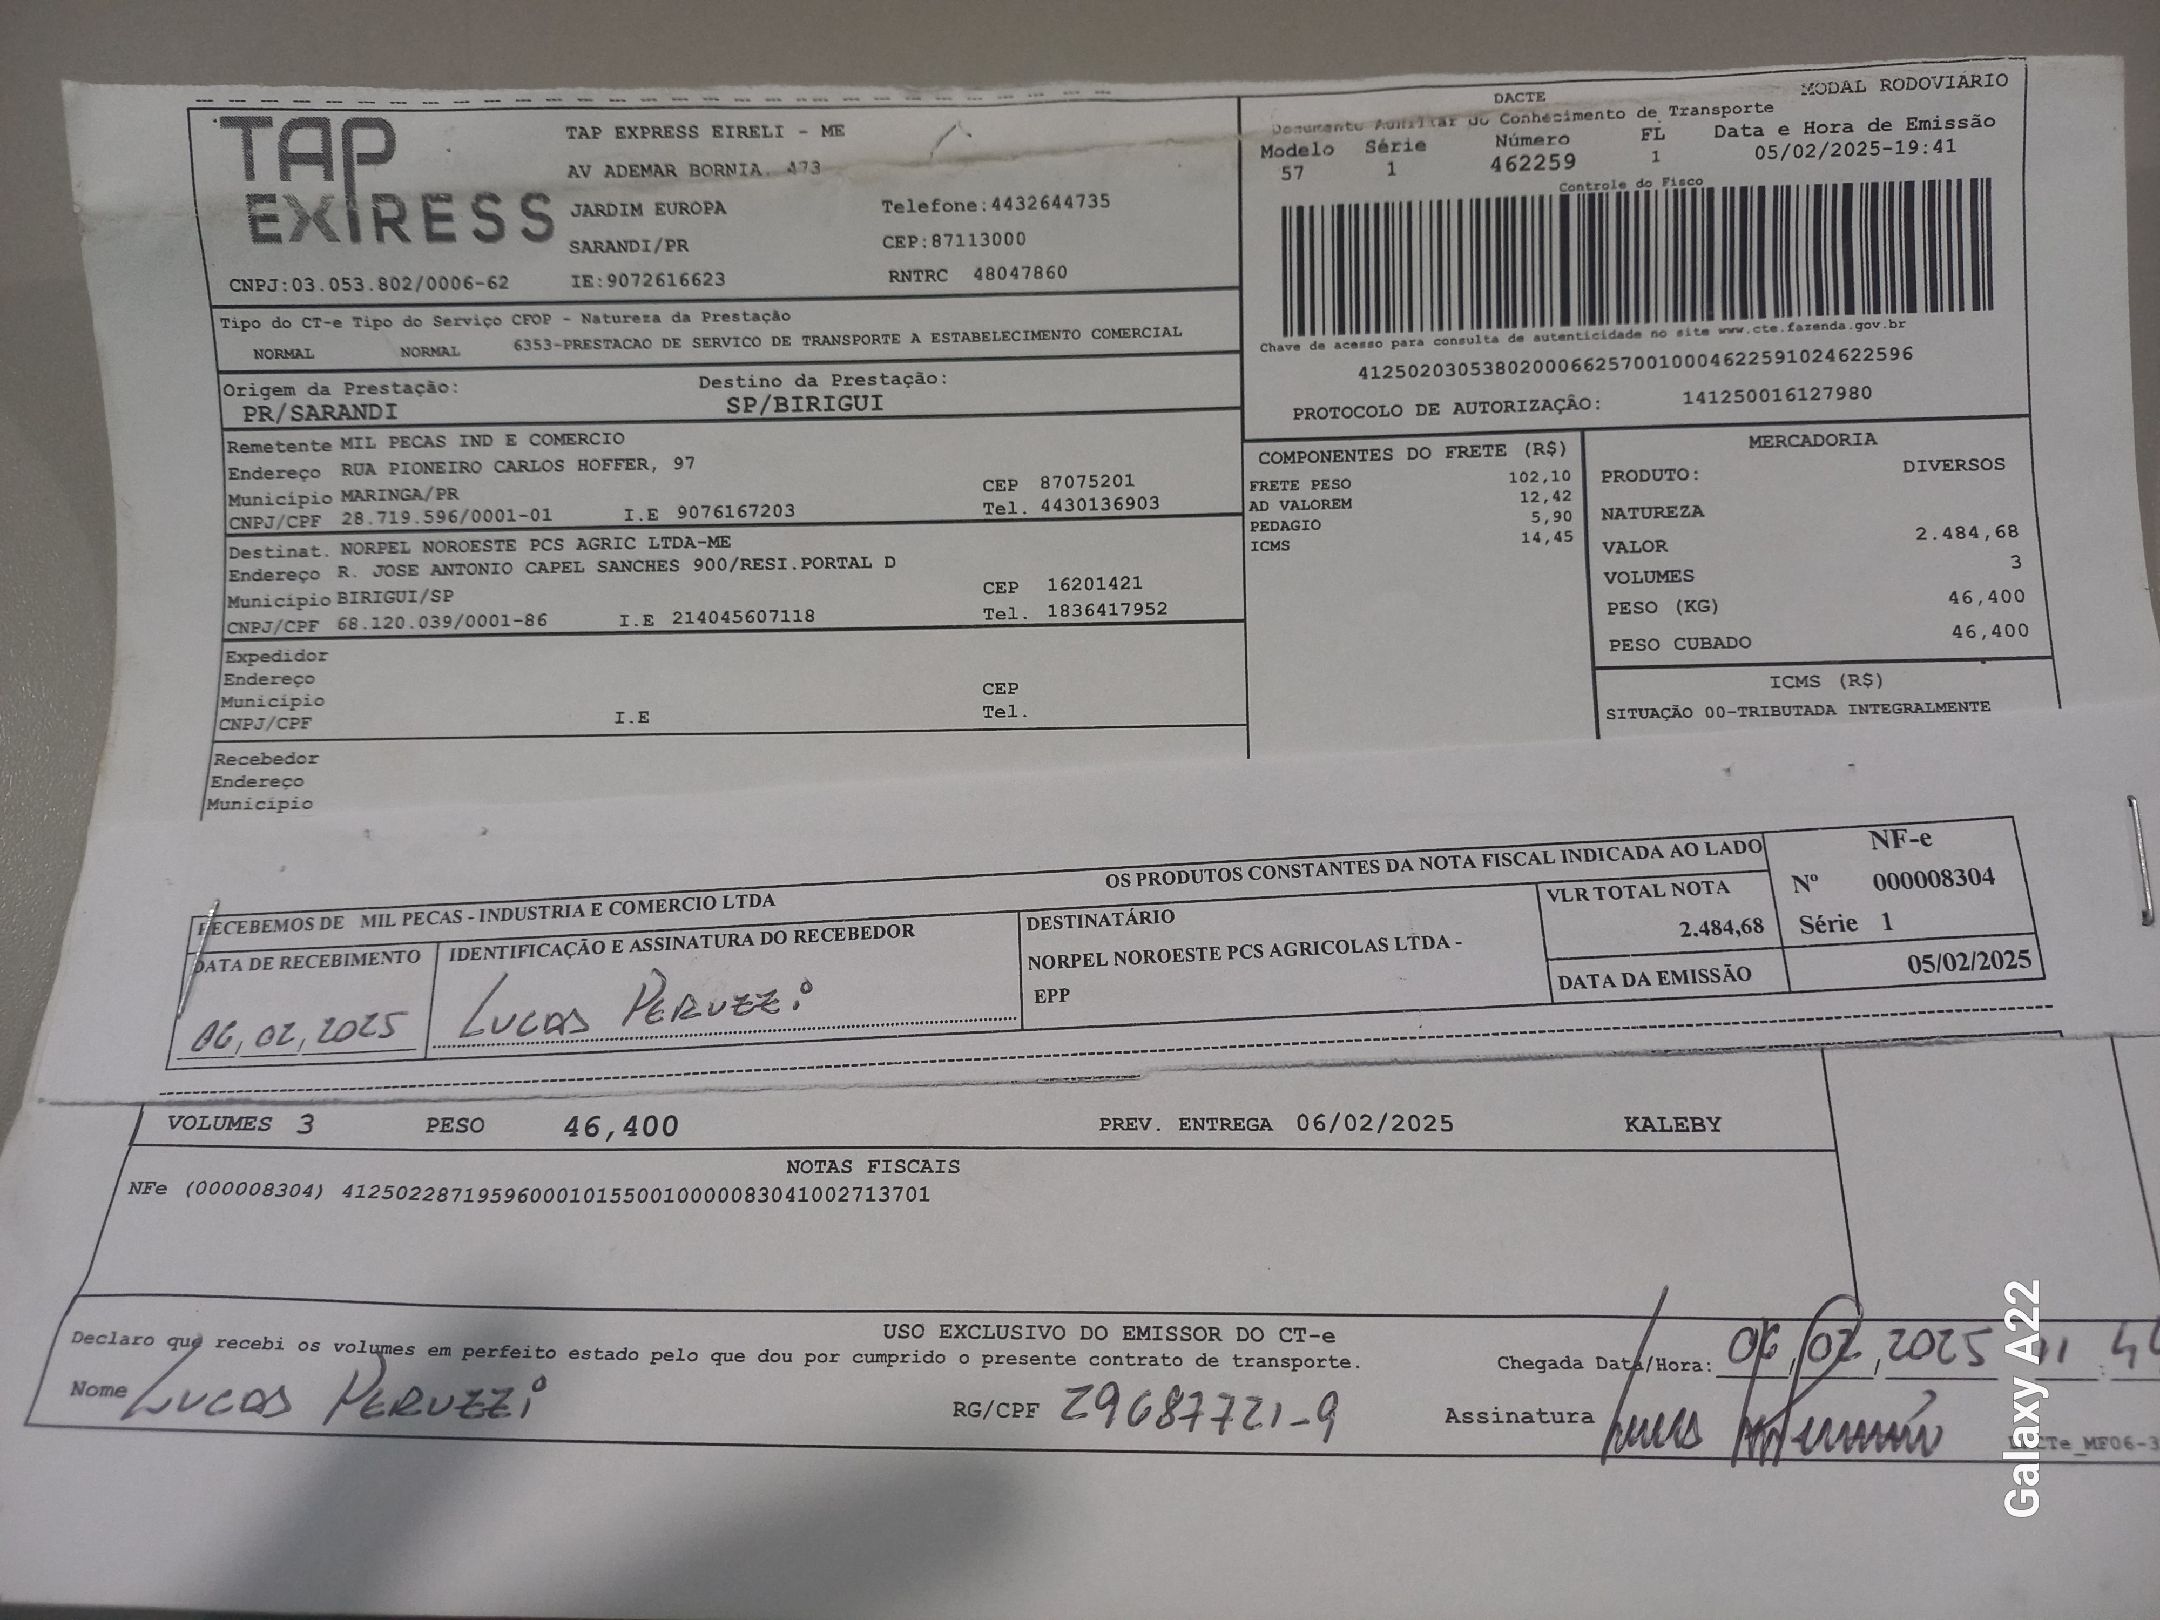 TAP
EXPRESS
TAP EXPRESS EIRELI - ME
AV ADEMAR BORNIA. 473
JARDIM EUROPA Telefone:4432644735
SARANDI/PR CEP:87113000
CNPJ:03.053.802/0006-62 IE:9072616623 RNTRC 48047860
MODAL RODOVIÁRIO
DACTE
Documento Auxiliar do Conhecimento de Transporte
Modelo Série Número FL Data e Hora de Emissão
57 1 462259 1 05/02/2025-19:41
Controle do Fisco
Chave de acesso para consulta de autenticidade no site www.cte.fazenda.gov.br
41250203053802000662570010004622591024622596
PROTOCOLO DE AUTORIZAÇÃO: 141250016127980
Tipo do CT-e Tipo do Serviço CFOP - Natureza da Prestação
NORMAL NORMAL 6353-PRESTACAO DE SERVICO DE TRANSPORTE A ESTABELECIMENTO COMERCIAL
Origem da Prestação: Destino da Prestação:
PR/SARANDI SP/BIRIGUI
Remetente MIL PECAS IND E COMERCIO
Endereço RUA PIONEIRO CARLOS HOFFER, 97
Município MARINGA/PR CEP 87075201
CNPJ/CPF 28.719.596/0001-01 I.E 9076167203 Tel. 4430136903
Destinat. NORPEL NOROESTE PCS AGRIC LTDA-ME
Endereço R. JOSE ANTONIO CAPEL SANCHES 900/RESI.PORTAL D
Município BIRIGUI/SP CEP 16201421
CNPJ/CPF 68.120.039/0001-86 I.E 214045607118 Tel. 1836417952
Expedidor
Endereço
Município CEP
CNPJ/CPF I.E Tel.
Recebedor
Endereço
Município
COMPONENTES DO FRETE (R$)
FRETE PESO 102,10
AD VALOREM 12,42
PEDAGIO 5,90
ICMS 14,45
MERCADORIA
PRODUTO: DIVERSOS
NATUREZA
VALOR 2.484,68
VOLUMES 3
PESO (KG) 46,400
PESO CUBADO 46,400
ICMS (R$)
SITUAÇÃO 00-TRIBUTADA INTEGRALMENTE
RECEBEMOS DE MIL PECAS - INDUSTRIA E COMERCIO LTDA OS PRODUTOS CONSTANTES DA NOTA FISCAL INDICADA AO LADO
DATA DE RECEBIMENTO IDENTIFICAÇÃO E ASSINATURA DO RECEBEDOR
06,02,2025 LUCAS PERUZZi
DESTINATÁRIO
NORPEL NOROESTE PCS AGRICOLAS LTDA -
EPP
VLR TOTAL NOTA
2.484,68
DATA DA EMISSÃO 05/02/2025
NF-e
Nº 000008304
Série 1
VOLUMES 3 PESO 46,400 PREV. ENTREGA 06/02/2025 KALEBY
NOTAS FISCAIS
NFe (000008304) 41250228719596000101550010000083041002713701
USO EXCLUSIVO DO EMISSOR DO CT-e
Declaro que recebi os volumes em perfeito estado pelo que dou por cumprido o presente contrato de transporte.
Chegada Data/Hora: 06,02,2025 11
Nome LUCAS PERUZZi RG/CPF 29687721-9 Assinatura
Galaxy A22